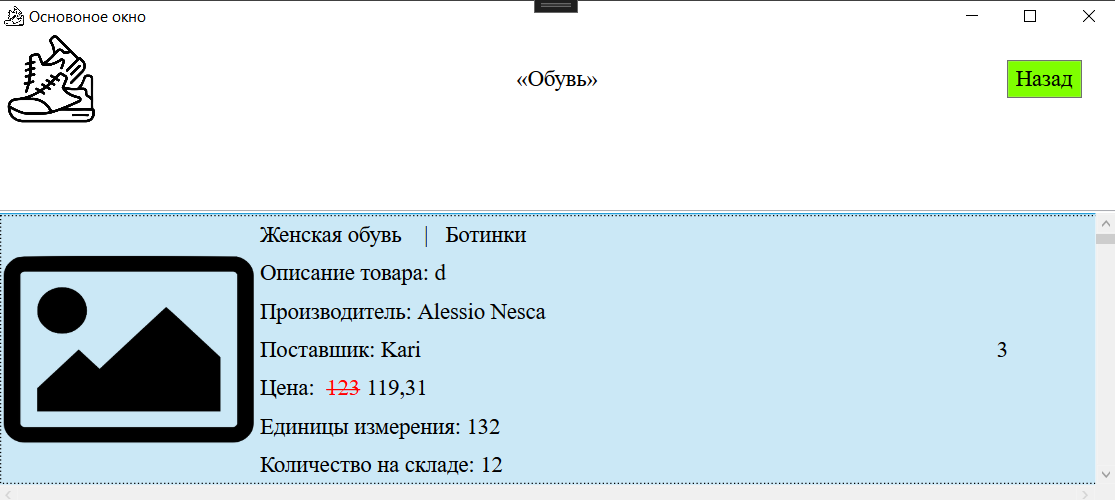 Основоное окно
«Обувь»
Назад
Женская обувь | Ботинки
Описание товара: d
Производитель: Alessio Nesca
Поставшик: Kari
3
Цена: 123 119,31
Единицы измерения: 132
Количество на складе: 12